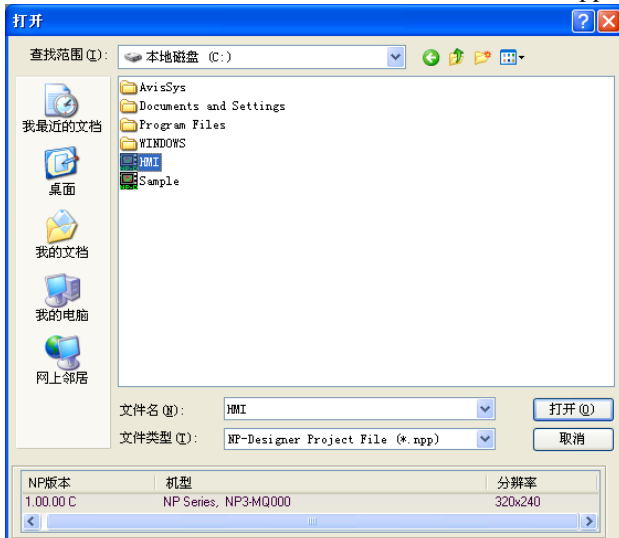 打开
查找范围(I):
本地磁盘 (C:)
AvisSys
Documents and Settings
Program Files
WINDOWS
HMI
Sample
我最近的文档
桌面
我的文档
我的电脑
网上邻居
文件名(N):
HMI
打开(O)
文件类型(T):
NP-Designer Project File (*.npp)
取消
NP版本 机型 分辨率
1.00.00 C NP Series, NP3-MQ000 320x240